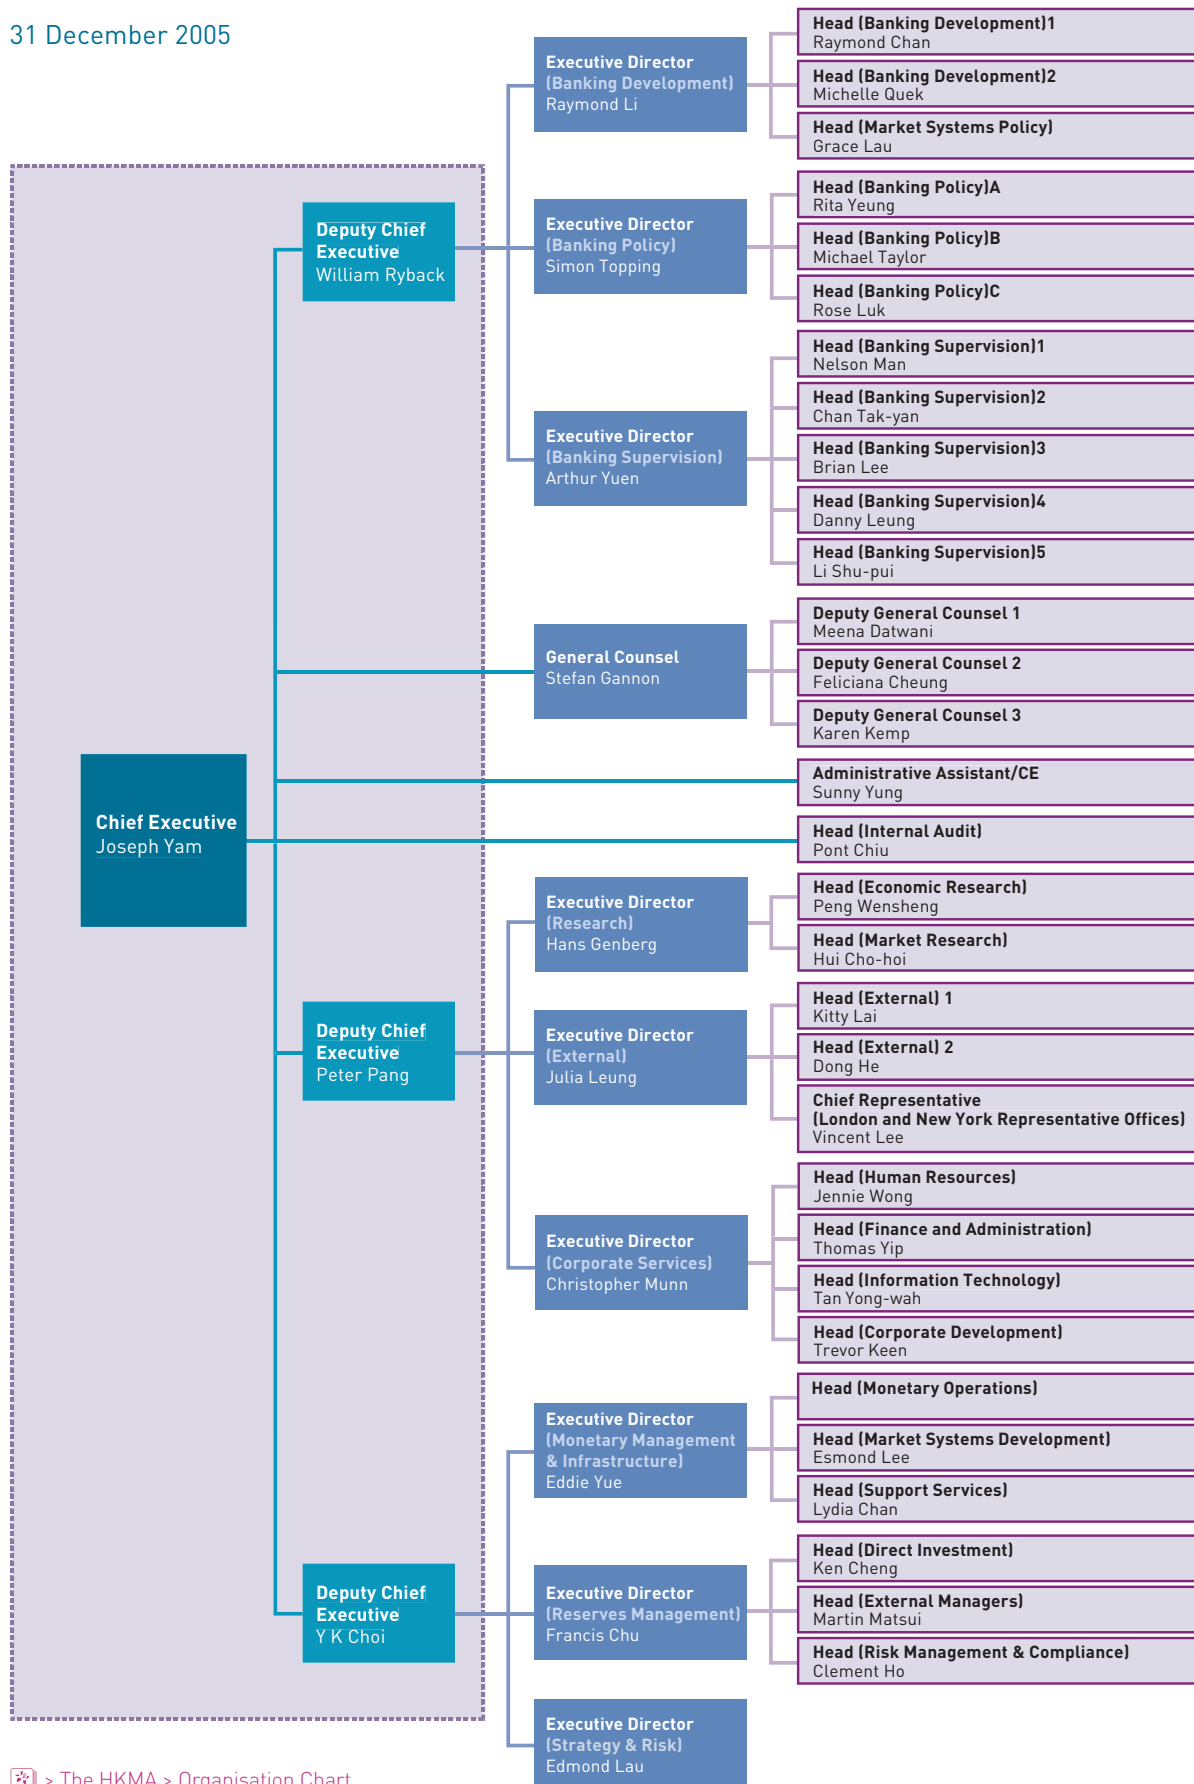 31 December 2005
Head (Banking Development)1
Raymond Chan
Executive Director
(Banking Development)
Raymond Li
Head (Banking Development)2
Michelle Quek
Head (Market Systems Policy)
Grace Lau
Deputy Chief
Executive
William Ryback
Executive Director
(Banking Policy)
Simon Topping
Head (Banking Policy)A
Rita Yeung
Head (Banking Policy)B
Michael Taylor
Head (Banking Policy)C
Rose Luk
Executive Director
(Banking Supervision)
Arthur Yuen
Head (Banking Supervision)1
Nelson Man
Head (Banking Supervision)2
Chan Tak-yan
Head (Banking Supervision)3
Brian Lee
Head (Banking Supervision)4
Danny Leung
Head (Banking Supervision)5
Li Shu-pui
General Counsel
Stefan Gannon
Deputy General Counsel 1
Meena Datwani
Deputy General Counsel 2
Feliciana Cheung
Deputy General Counsel 3
Karen Kemp
Chief Executive
Joseph Yam
Administrative Assistant/CE
Sunny Yung
Head (Internal Audit)
Pont Chiu
Executive Director
(Research)
Hans Genberg
Head (Economic Research)
Peng Wensheng
Head (Market Research)
Hui Cho-hoi
Deputy Chief
Executive
Peter Pang
Executive Director
(External)
Julia Leung
Head (External) 1
Kitty Lai
Head (External) 2
Dong He
Chief Representative
(London and New York Representative Offices)
Vincent Lee
Executive Director
(Corporate Services)
Christopher Munn
Head (Human Resources)
Jennie Wong
Head (Finance and Administration)
Thomas Yip
Head (Information Technology)
Tan Yong-wah
Head (Corporate Development)
Trevor Keen
Executive Director
(Monetary Management
& Infrastructure)
Eddie Yue
Head (Monetary Operations)
Head (Market Systems Development)
Esmond Lee
Head (Support Services)
Lydia Chan
Deputy Chief
Executive
Y K Choi
Executive Director
(Reserves Management)
Francis Chu
Head (Direct Investment)
Ken Cheng
Head (External Managers)
Martin Matsui
Head (Risk Management & Compliance)
Clement Ho
Executive Director
(Strategy & Risk)
Edmond Lau
> The HKMA > Organisation Chart